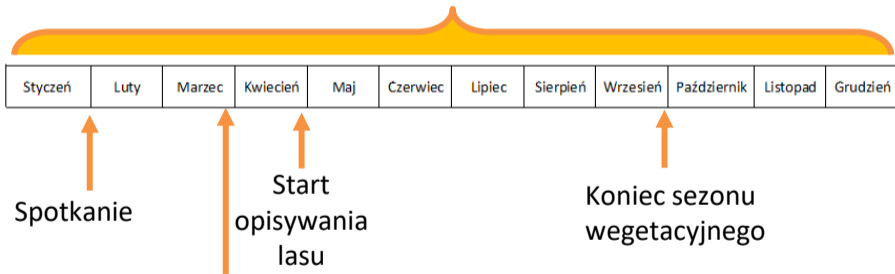 Styczeń Luty Marzec Kwiecień Maj Czerwiec Lipiec Sierpień Wrzesień Październik Listopad Grudzień
Spotkanie
Start
opisywania
lasu
Koniec sezonu
wegetacyjnego